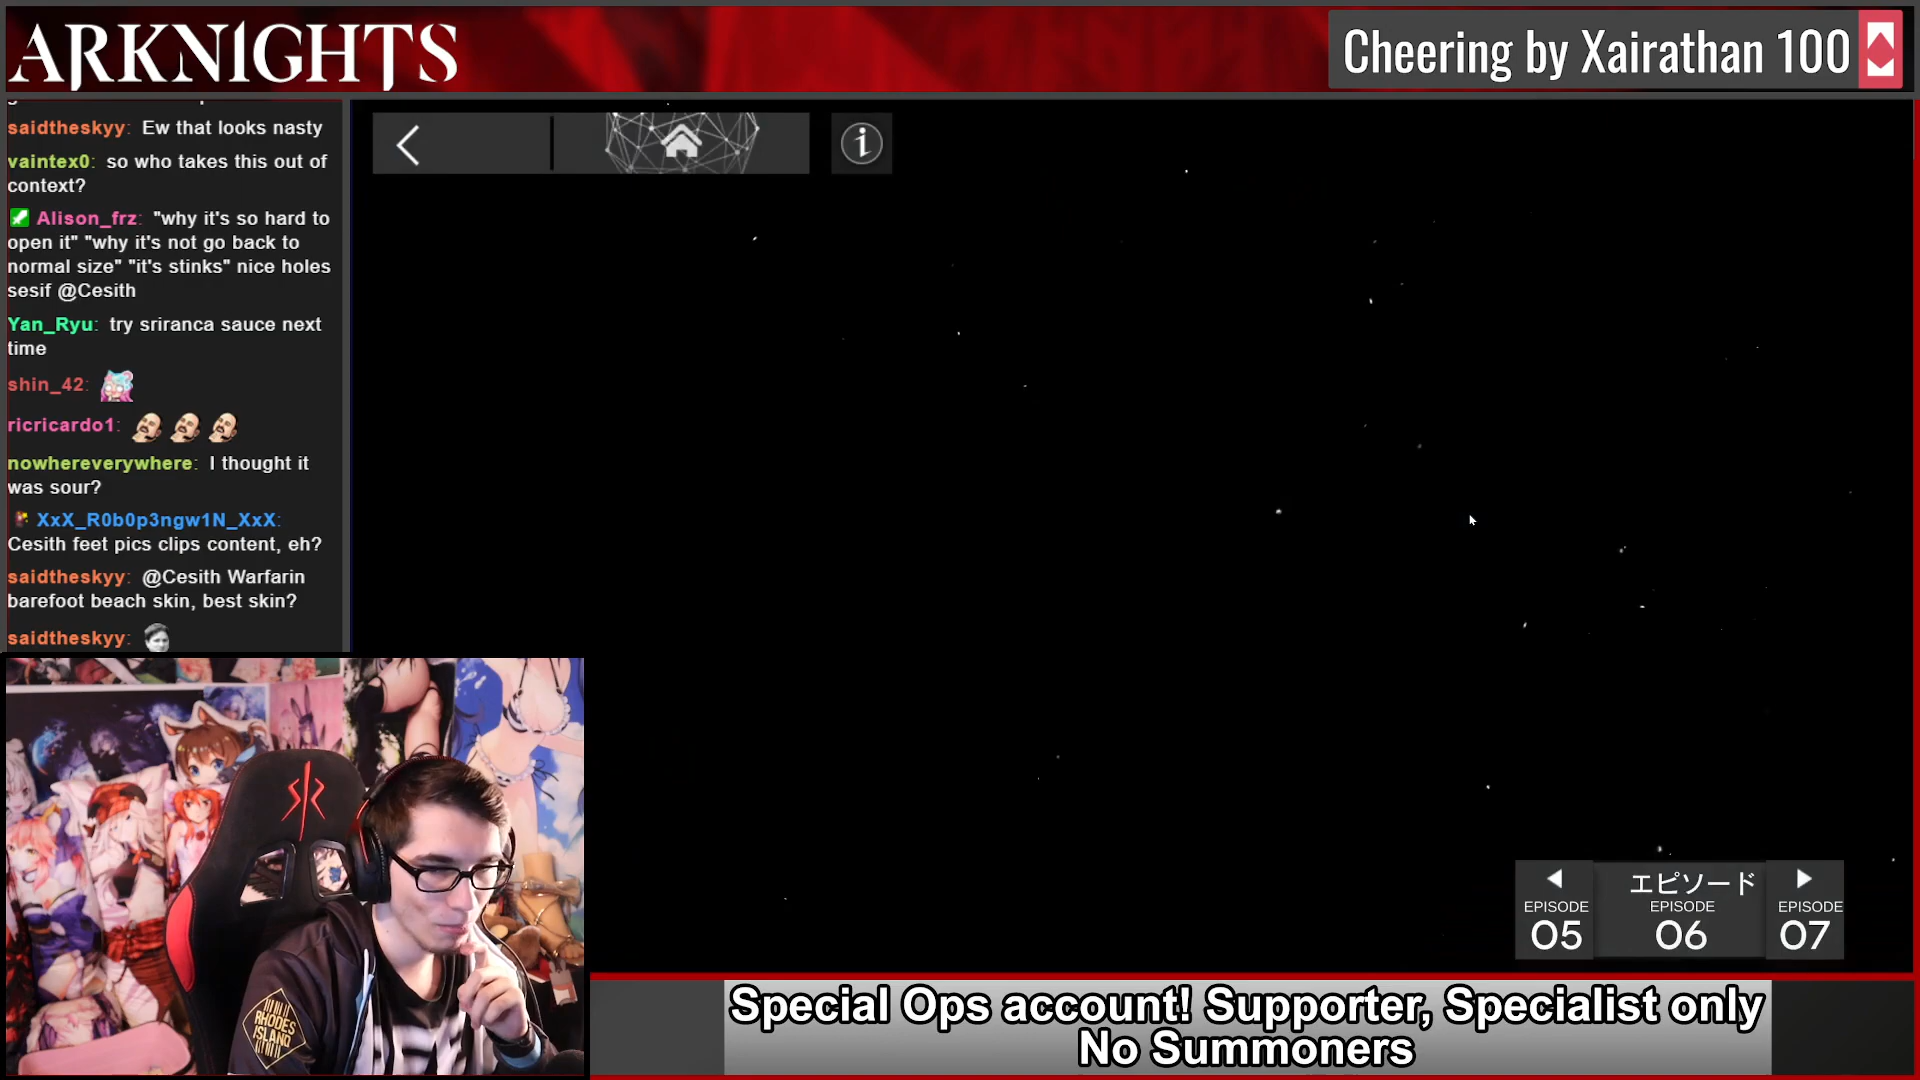 ARKNIGHTS
Cheering by Xairathan 100
saidtheskyy: Ew that looks nasty
vaintex0: so who takes this out of
context?
Alison_frz: "why it's so hard to
open it" "why it's not go back to
normal size" "it's stinks" nice holes
sesif @Cesith
Yan_Ryu: try sriranca sauce next
time
shin_42:
ricricardo1:
nowhereverywhere: I thought it
was sour?
XxX_R0b0p3ngw1N_XxX:
Cesith feet pics clips content, eh?
saidtheskyy: @Cesith Warfarin
barefoot beach skin, best skin?
saidtheskyy:
エピソード
EPISODE
05
EPISODE
06
EPISODE
07
RHODES
ISLAND
Special Ops account! Supporter, Specialist only
No Summoners